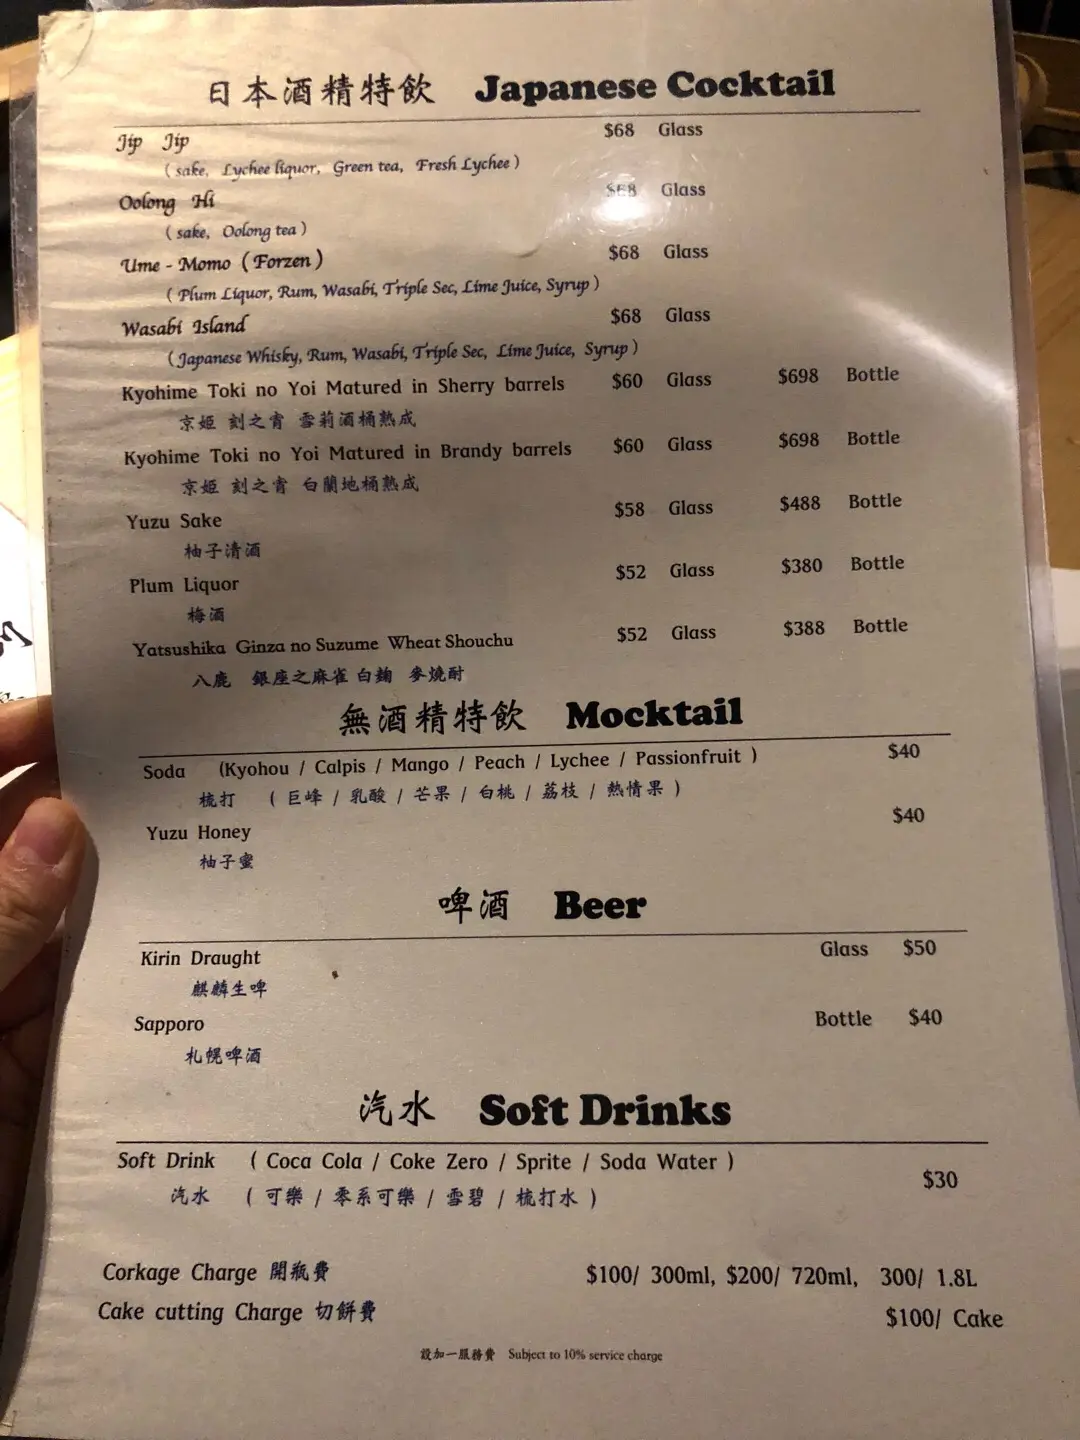 日本酒精特飲 Japanese Cocktail
Jip Jip $68 Glass
( sake, Lychee liquor, Green tea, Fresh Lychee )
Oolong Hi $68 Glass
( sake, Oolong tea )
Ume - Momo ( Forzen ) $68 Glass
( Plum Liquor, Rum, Wasabi, Triple Sec, Lime Juice, Syrup )
Wasabi Island $68 Glass
( Japanese Whisky, Rum, Wasabi, Triple Sec, Lime Juice, Syrup )
Kyohime Toki no Yoi Matured in Sherry barrels $60 Glass $698 Bottle
京姫 刻之宵 雪莉酒桶熟成
Kyohime Toki no Yoi Matured in Brandy barrels $60 Glass $698 Bottle
京姫 刻之宵 白蘭地桶熟成
Yuzu Sake $58 Glass $488 Bottle
柚子清酒
Plum Liquor $52 Glass $380 Bottle
梅酒
Yatsushika Ginza no Suzume Wheat Shouchu $52 Glass $388 Bottle
八鹿 銀座之麻雀 白麹 麥燒酎
無酒精特飲 Mocktail
Soda (Kyohou / Calpis / Mango / Peach / Lychee / Passionfruit ) $40
梳打 ( 巨峰 / 乳酸 / 芒果 / 白桃 / 荔枝 / 熱情果 )
Yuzu Honey $40
柚子蜜
啤酒 Beer
Kirin Draught Glass $50
麒麟生啤
Sapporo Bottle $40
札幌啤酒
汽水 Soft Drinks
Soft Drink ( Coca Cola / Coke Zero / Sprite / Soda Water ) $30
汽水 ( 可樂 / 零系可樂 / 雪碧 / 梳打水 )
Corkage Charge 開瓶費 $100/ 300ml, $200/ 720ml, 300/ 1.8L
Cake cutting Charge 切餅費 $100/ Cake
設加一服務費 Subject to 10% service charge